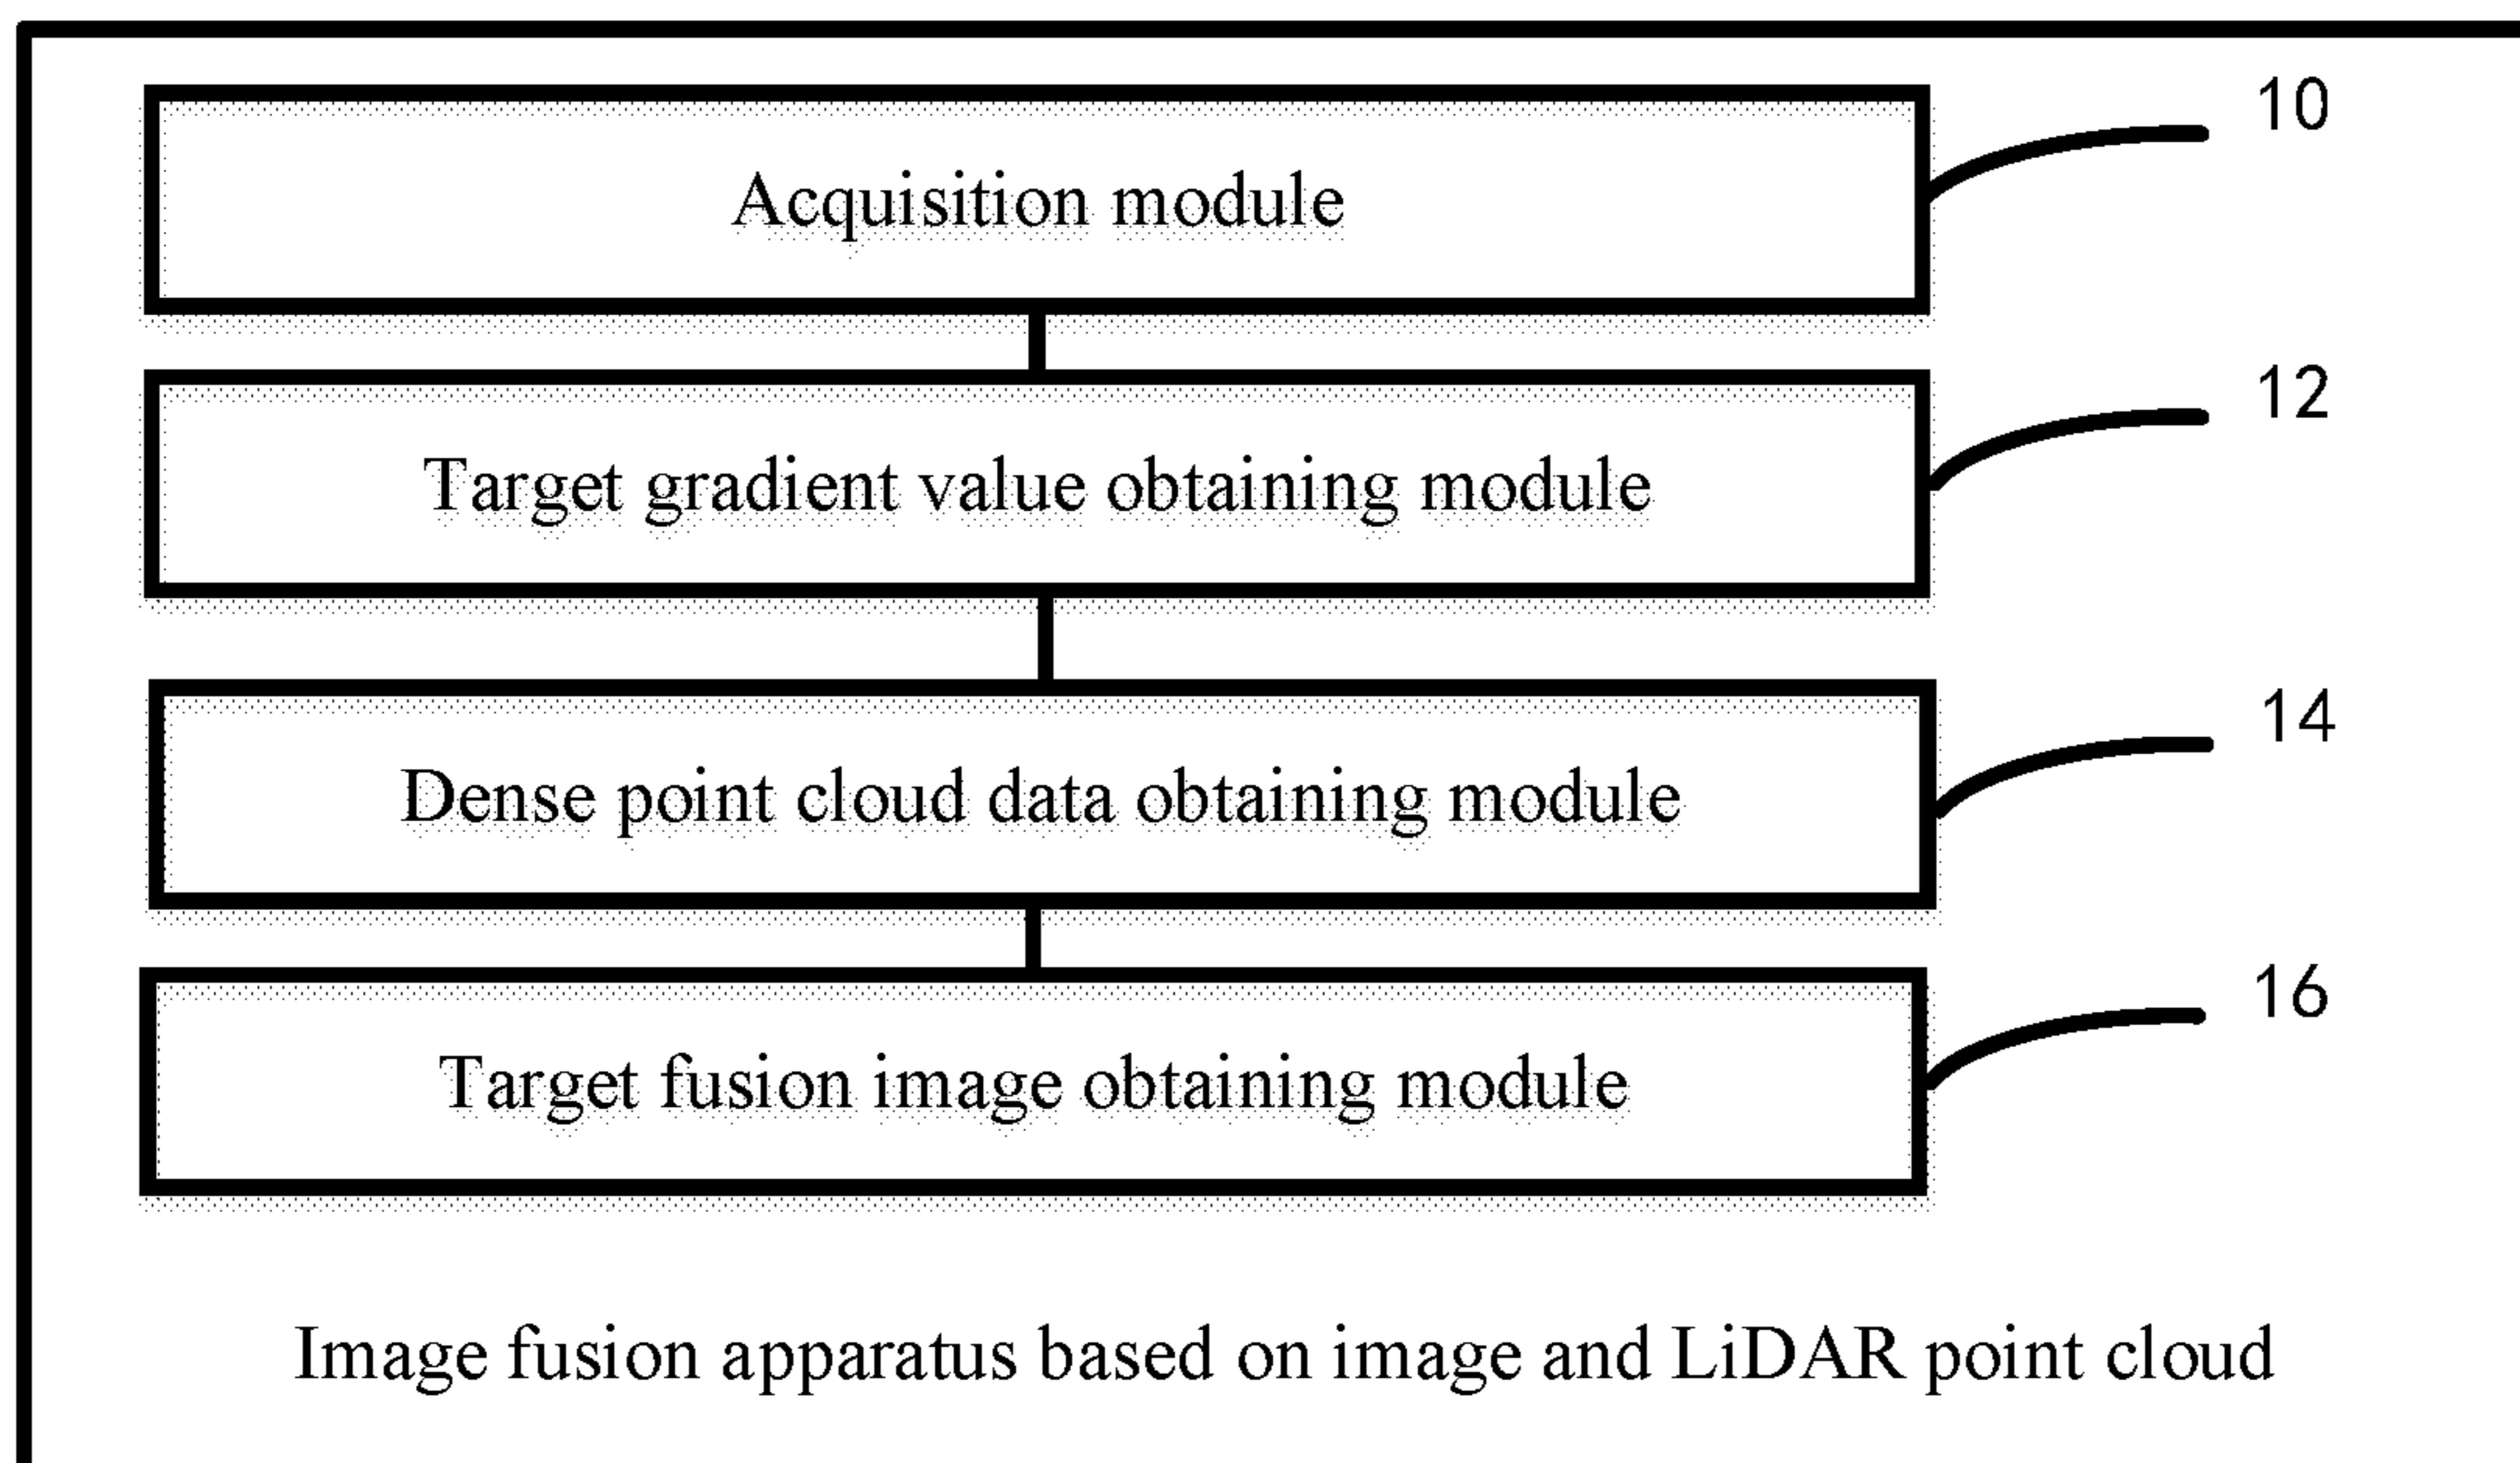 10
Acquisition module
12
Target gradient value obtaining module
14
Dense point cloud data obtaining module
16
Target fusion image obtaining module
Image fusion apparatus based on image and LiDAR point cloud